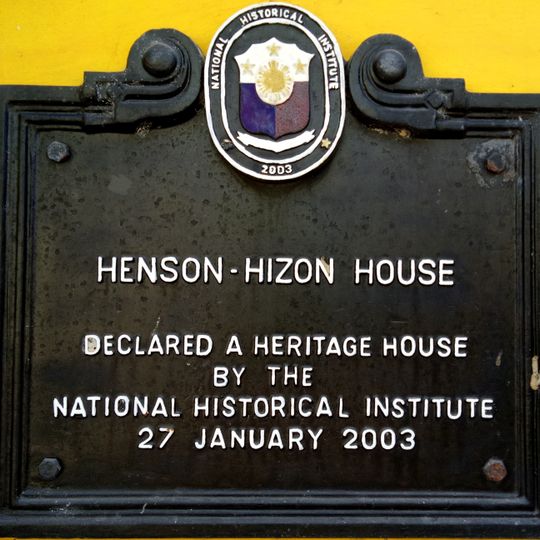 NATIONAL HISTORICAL INSTITUTE
2003
HENSON-HIZON HOUSE
DECLARED A HERITAGE HOUSE
BY THE
NATIONAL HISTORICAL INSTITUTE
27 JANUARY 2003